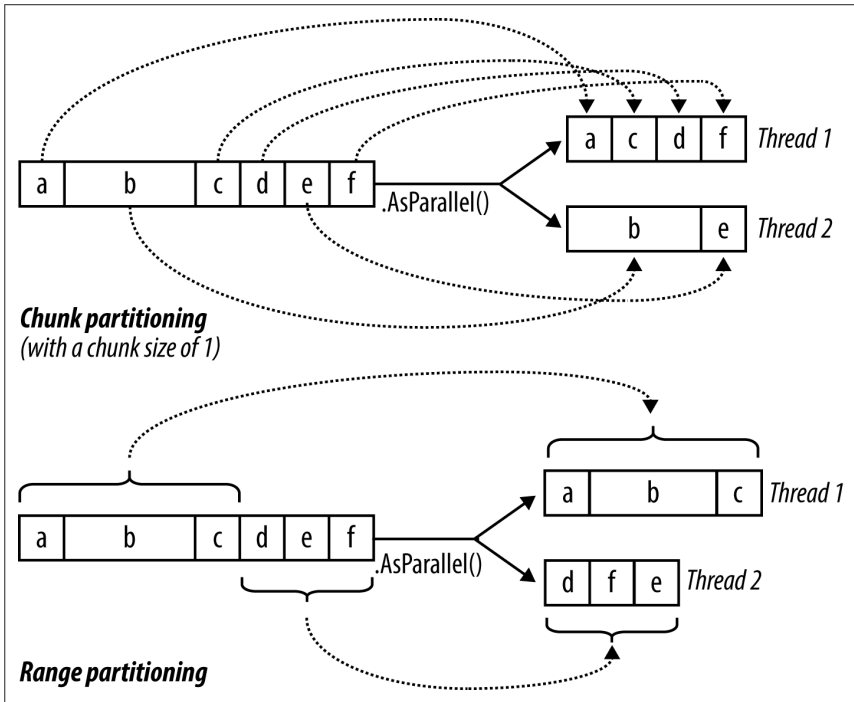 a c d f Thread 1
a b c d e f
.AsParallel()
b e Thread 2
Chunk partitioning
(with a chunk size of 1)
a b c Thread 1
a b c d e f
.AsParallel()
d f e Thread 2
Range partitioning